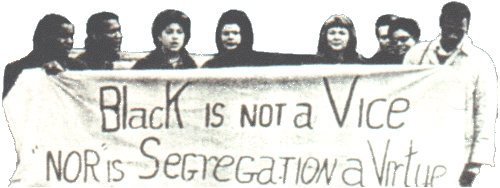 BlacK IS NOT a VIce
"NOR" is SEGREGATION a VIrtue